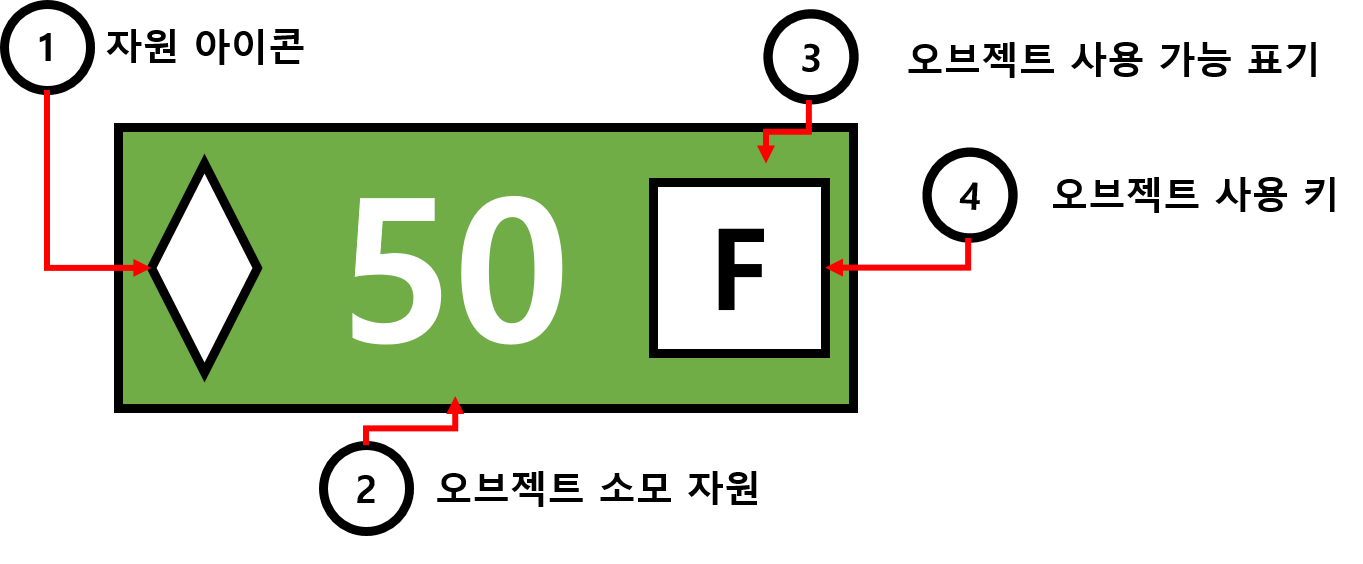 1 자원 아이콘
3 오브젝트 사용 가능 표기
4 오브젝트 사용 키
50 F
2 오브젝트 소모 자원